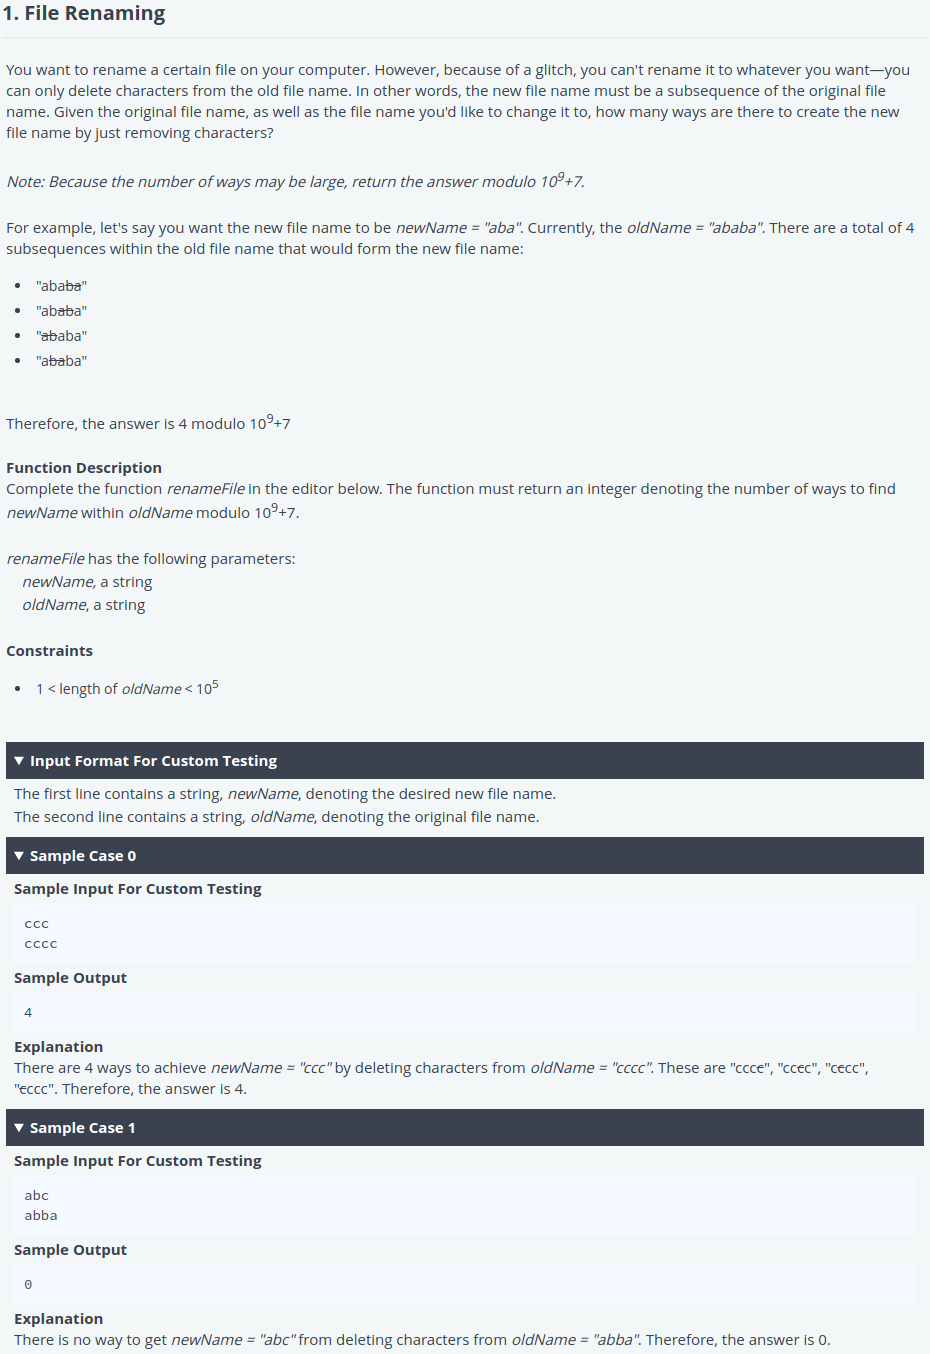 1. File Renaming
You want to rename a certain file on your computer. However, because of a glitch, you can't rename it to whatever you want—you
can only delete characters from the old file name. In other words, the new file name must be a subsequence of the original file
name. Given the original file name, as well as the file name you'd like to change it to, how many ways are there to create the new
file name by just removing characters?
Note: Because the number of ways may be large, return the answer modulo 10^9+7.
For example, let's say you want the new file name to be newName = "aba". Currently, the oldName = "ababa". There are a total of 4
subsequences within the old file name that would form the new file name:
• "ababa"
• "ababa"
• "ababa"
• "ababa"
Therefore, the answer is 4 modulo 10^9+7
Function Description
Complete the function renameFile in the editor below. The function must return an integer denoting the number of ways to find
newName within oldName modulo 10^9+7.
renameFile has the following parameters:
newName, a string
oldName, a string
Constraints
• 1 < length of oldName < 10^5
▼ Input Format For Custom Testing
The first line contains a string, newName, denoting the desired new file name.
The second line contains a string, oldName, denoting the original file name.
▼ Sample Case 0
Sample Input For Custom Testing
ccc
cccc
Sample Output
4
Explanation
There are 4 ways to achieve newName = "ccc" by deleting characters from oldName = "cccc". These are "cccc", "cccc", "cccc",
"cccc". Therefore, the answer is 4.
▼ Sample Case 1
Sample Input For Custom Testing
abc
abba
Sample Output
0
Explanation
There is no way to get newName = "abc" from deleting characters from oldName = "abba". Therefore, the answer is 0.